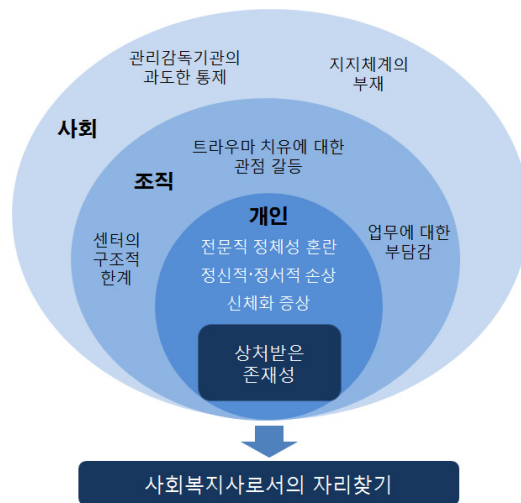 관리감독기관의
과도한 통제
지지체계의
부재
사회
트라우마 치유에 대한
관점 갈등
조직
개인
센터의
구조적
한계
전문직 정체성 혼란
정신적·정서적 손상
신체화 증상
업무에 대한
부담감
상처받은
존재성
사회복지사로서의 자리찾기